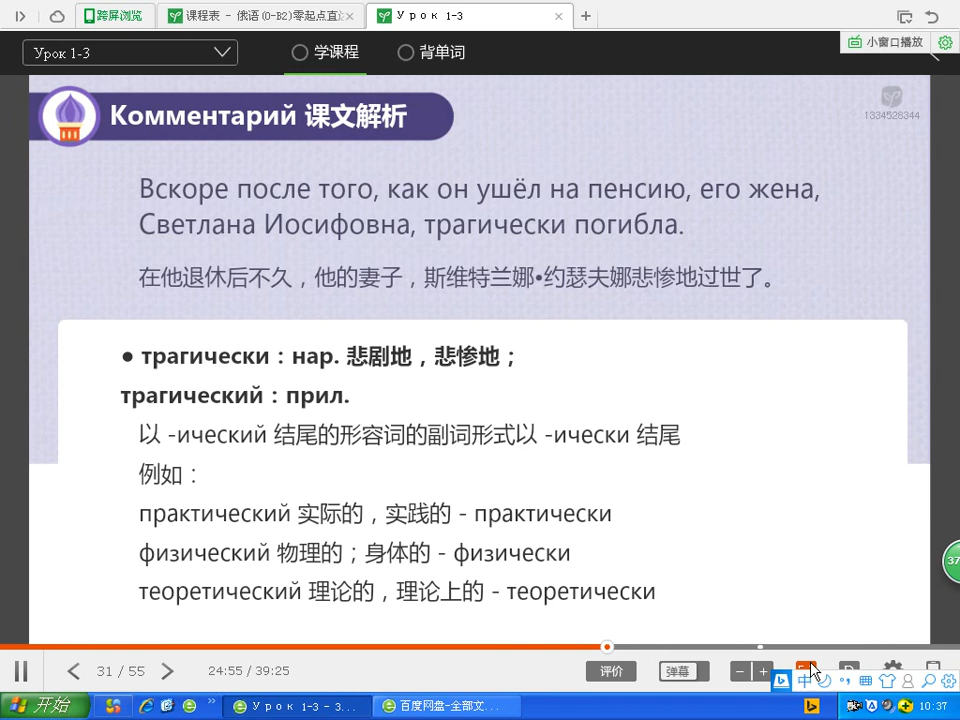 跨屏浏览
课程表 - 俄语(0-B2)零起点直
Урок 1-3
小窗口播放
Урок 1-3
学课程
背单词
Комментарий 课文解析
1334528344
Вскоре после того, как он ушёл на пенсию, его жена,
Светлана Иосифовна, трагически погибла.
在他退休后不久，他的妻子，斯维特兰娜•约瑟夫娜悲惨地过世了。
● трагически：нар. 悲剧地，悲惨地；
трагический：прил.
以 -ический 结尾的形容词的副词形式以 -ически 结尾
例如：
практический 实际的，实践的 - практически
физический 物理的；身体的 - физически
теоретический 理论的，理论上的 - теоретически
37
31 / 55
24:55 / 39:25
评价
弹幕
中
开始
Урок 1-3 - 3...
百度网盘-全部文...
10:37